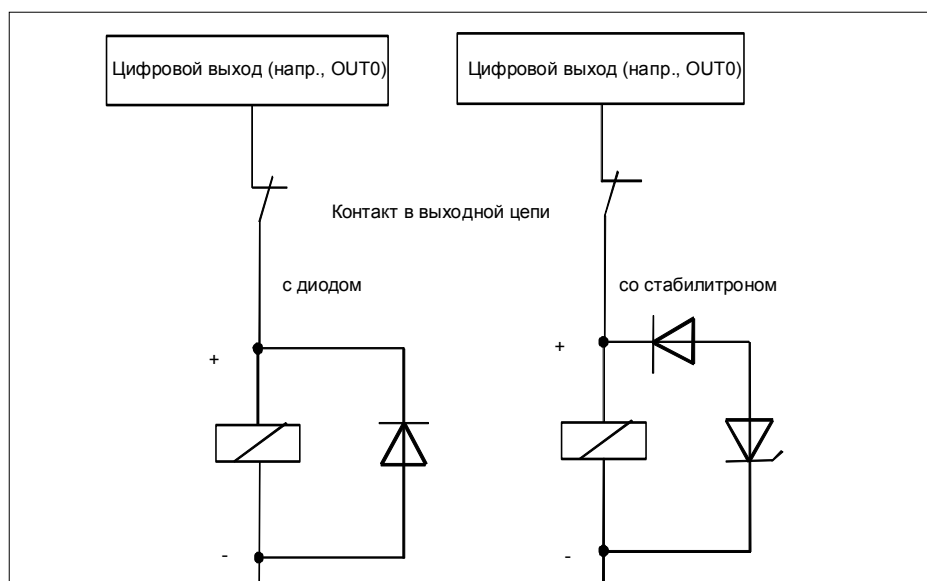 Цифровой выход (напр., OUT0)
Цифровой выход (напр., OUT0)
Контакт в выходной цепи
с диодом
со стабилитроном
+
+
-
-